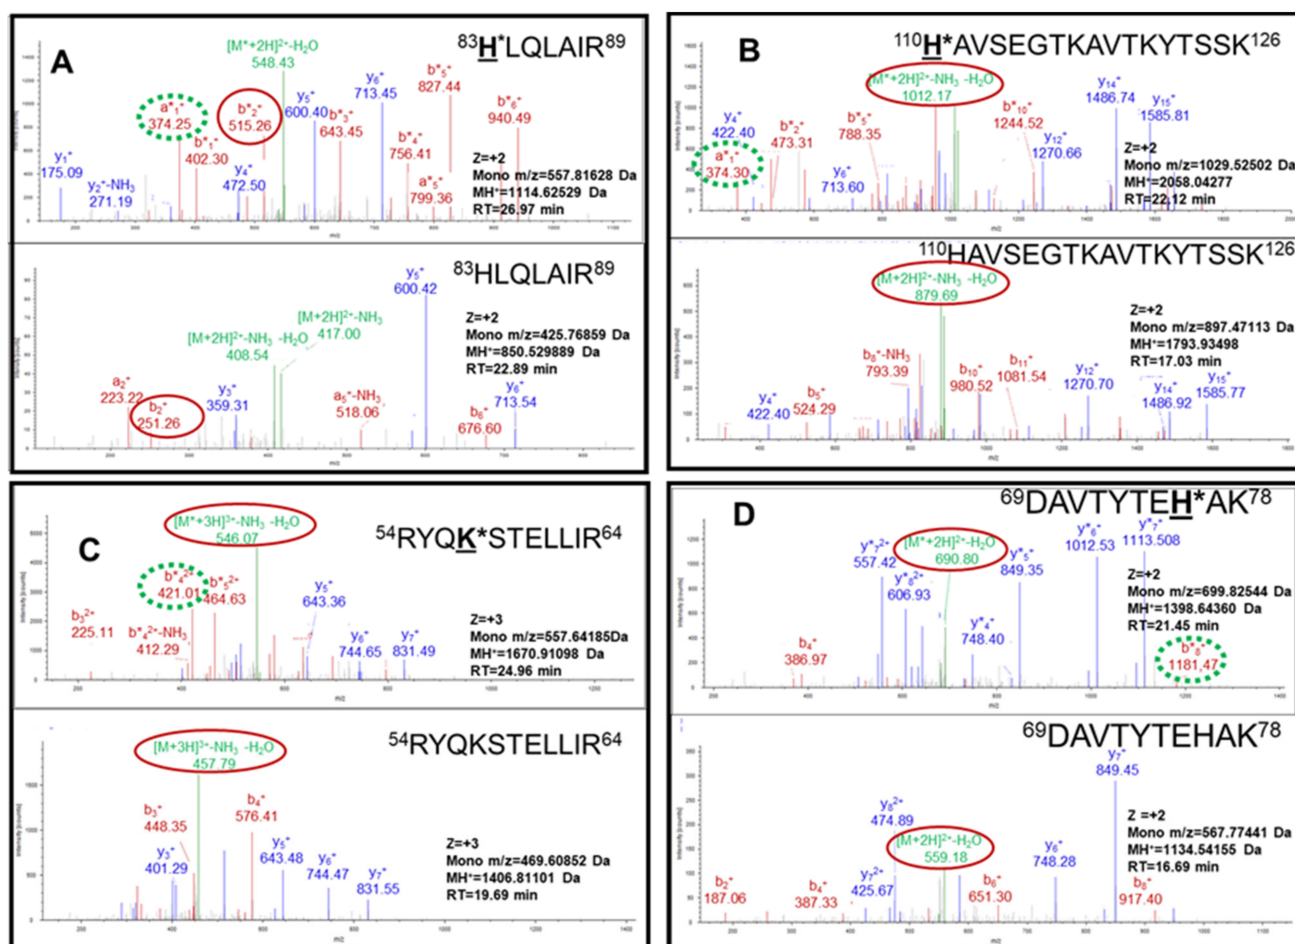 A
⁸³H*LQLAIR⁸⁹
[M*+2H]²⁺-H₂O
548.43
a*₁⁺
374.25
b*₂⁺
515.26
b*₁⁺
402.30
y₁⁺
175.09
y₂⁺-NH₃
271.19
y₄⁺
472.50
y₅⁺
600.40
b*₃⁺
643.45
y₆⁺
713.45
b*₄⁺
756.41
b*₅⁺
827.44
a*₅⁺
799.36
b*₆⁺
940.49
Z=+2
Mono m/z=557.81628 Da
MH⁺=1114.62529 Da
RT=26.97 min
Intensity [counts]
m/z
⁸³HLQLAIR⁸⁹
a₂⁺
223.22
b₂⁺
251.26
y₃⁺
359.31
[M+2H]²⁺-NH₃ -H₂O
408.54
[M+2H]²⁺-NH₃
417.00
a₅⁺-NH₃
518.06
y₅⁺
600.42
b₆⁺
676.60
y₆⁺
713.54
Z=+2
Mono m/z=425.76859 Da
MH⁺=850.529889 Da
RT=22.89 min
Intensity [counts]
m/z
B
¹¹⁰H*AVSEGTKAVTKYTSSK¹²⁶
[M*+2H]²⁺-NH₃ -H₂O
1012.17
y₄⁺
422.40
a*₁⁺
374.30
b*₂⁺
473.31
y₆⁺
713.60
b*₅⁺
788.35
b*₁₀⁺
1244.52
y₁₂⁺
1270.66
y₁₄⁺
1486.74
y₁₅⁺
1585.81
Z=+2
Mono m/z=1029.52502 Da
MH⁺=2058.04277 Da
RT=22.12 min
Intensity [counts]
m/z
¹¹⁰HAVSEGTKAVTKYTSSK¹²⁶
[M+2H]²⁺-NH₃ -H₂O
879.69
y₄⁺
422.40
b₅⁺
524.29
b₈⁺-NH₃
793.39
b₁₀⁺
980.52
b₁₁⁺
1081.54
y₁₂⁺
1270.70
y₁₄⁺
1486.92
y₁₅⁺
1585.77
Z=+2
Mono m/z=897.47113 Da
MH⁺=1793.93498
RT=17.03 min
Intensity [counts]
m/z
C
⁵⁴RYQK*STELLIR⁶⁴
[M*+3H]³⁺-NH₃ -H₂O
546.07
b*₄²⁺
421.01
b*₅²⁺
464.63
b₃²⁺
225.11
b*₄²⁺-NH₃
412.29
y₅⁺
643.36
y₆⁺
744.65
y₇⁺
831.49
Z=+3
Mono m/z=557.64185Da
MH⁺=1670.91098 Da
RT=24.96 min
Intensity [counts]
m/z
⁵⁴RYQKSTELLIR⁶⁴
[M+3H]³⁺-NH₃ -H₂O
457.79
b₃⁺
448.35
y₃⁺
401.29
b₄⁺
576.41
y₅⁺
643.48
y₆⁺
744.47
y₇⁺
831.55
Z=+3
Mono m/z=469.60852 Da
MH⁺=1406.81101 Da
RT=19.69 min
Intensity [counts]
m/z
D
⁶⁹DAVTYTEH*AK⁷⁸
y*₇²⁺
557.42
y*₈²⁺
606.93
[M*+2H]²⁺-H₂O
690.80
b₄⁺
386.97
y*₄⁺
748.40
y*₅⁺
849.35
y*₆⁺
1012.53
y*₇⁺
1113.508
b*₈⁺
1181,47
Z=+2
Mono m/z=699.82544 Da
MH⁺=1398.64360 Da
RT=21.45 min
Intensity [counts]
m/z
⁶⁹DAVTYTEHAK⁷⁸
y₈²⁺
474.89
[M+2H]²⁺-H₂O
559.18
b₂⁺
187.06
b₄⁺
387.33
y₇²⁺
425.67
b₆⁺
651.30
y₆⁺
748.28
y₇⁺
849.45
b₈⁺
917.40
Z =+2
Mono m/z=567.77441 Da
MH⁺=1134.54155 Da
RT=16.69 min
Intensity [counts]
m/z